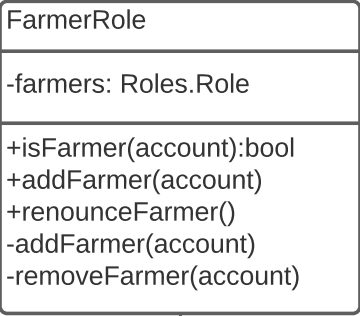 FarmerRole
-farmers: Roles.Role
+isFarmer(account):bool
+addFarmer(account)
+renounceFarmer()
-addFarmer(account)
-removeFarmer(account)